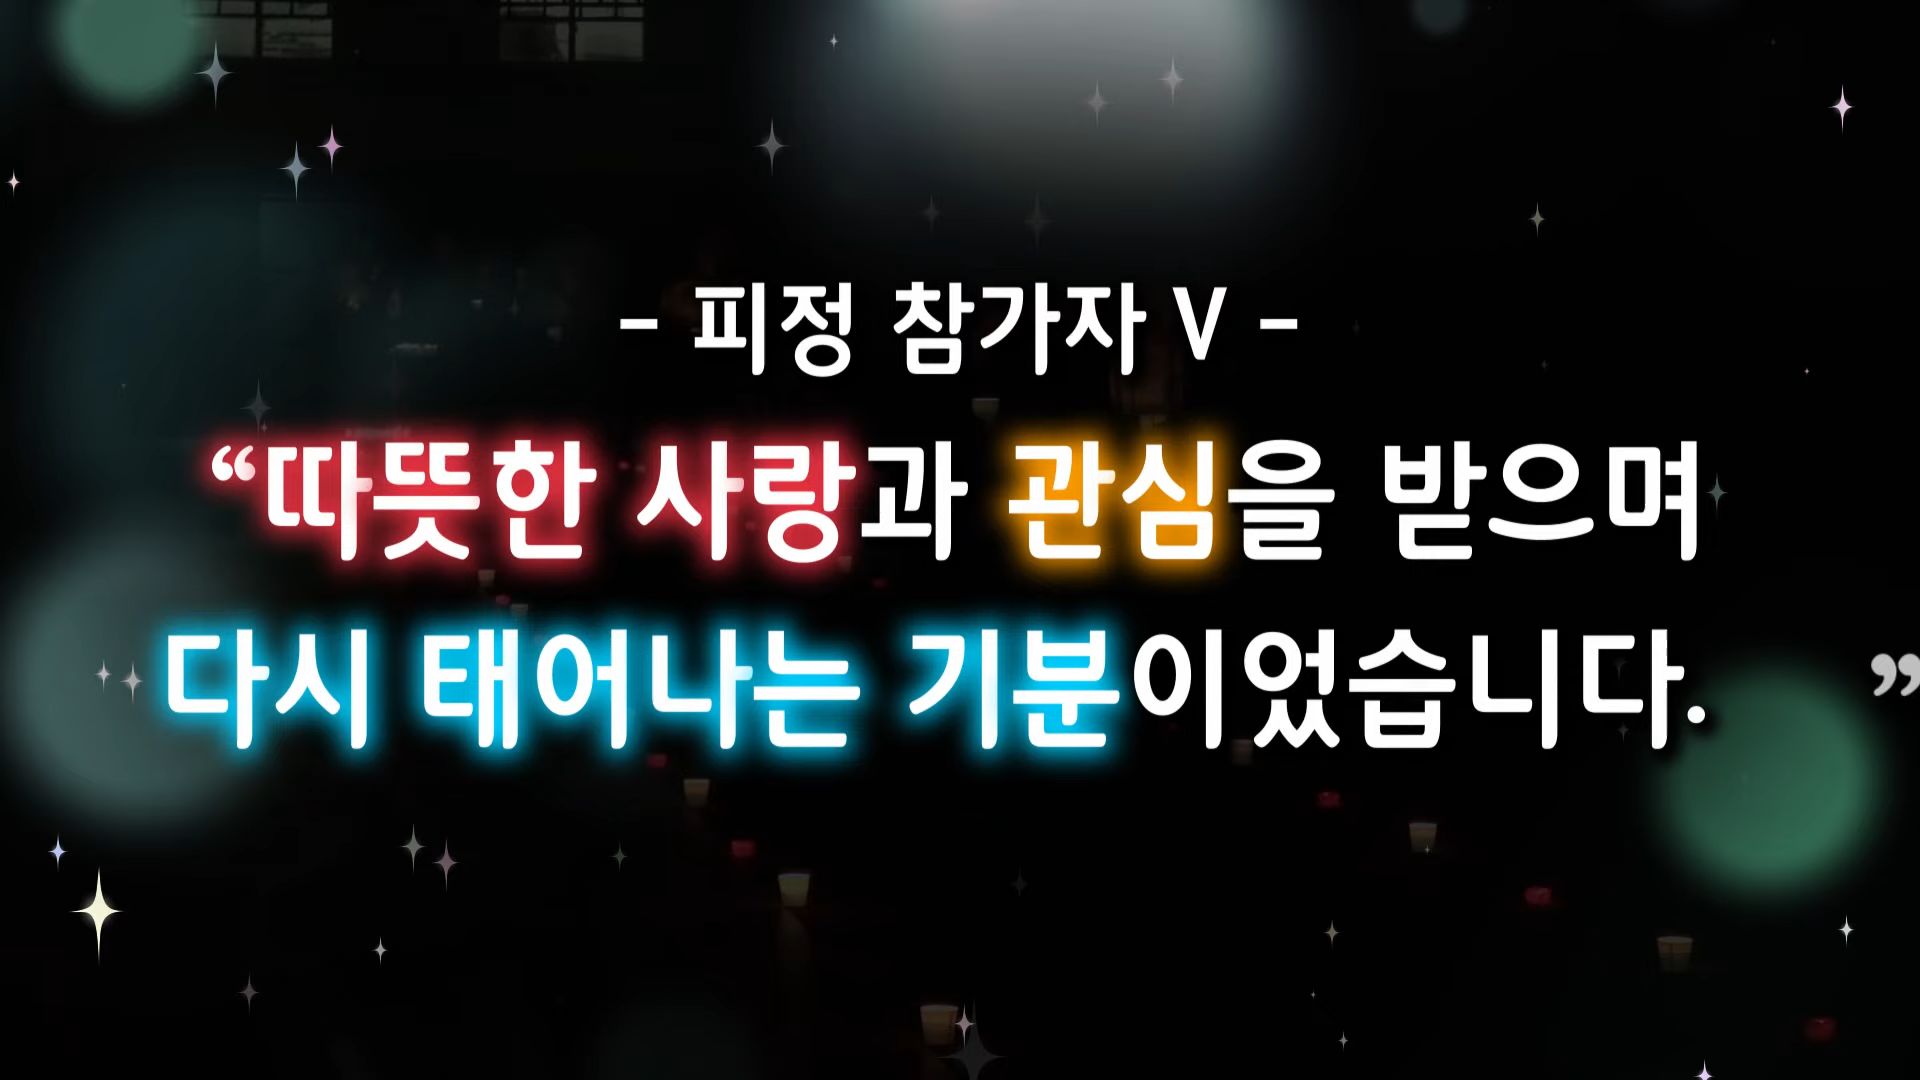 - 피정 참가자 V -
“따뜻한 사랑과 관심을 받으며
다시 태어나는 기분이었습니다. ”